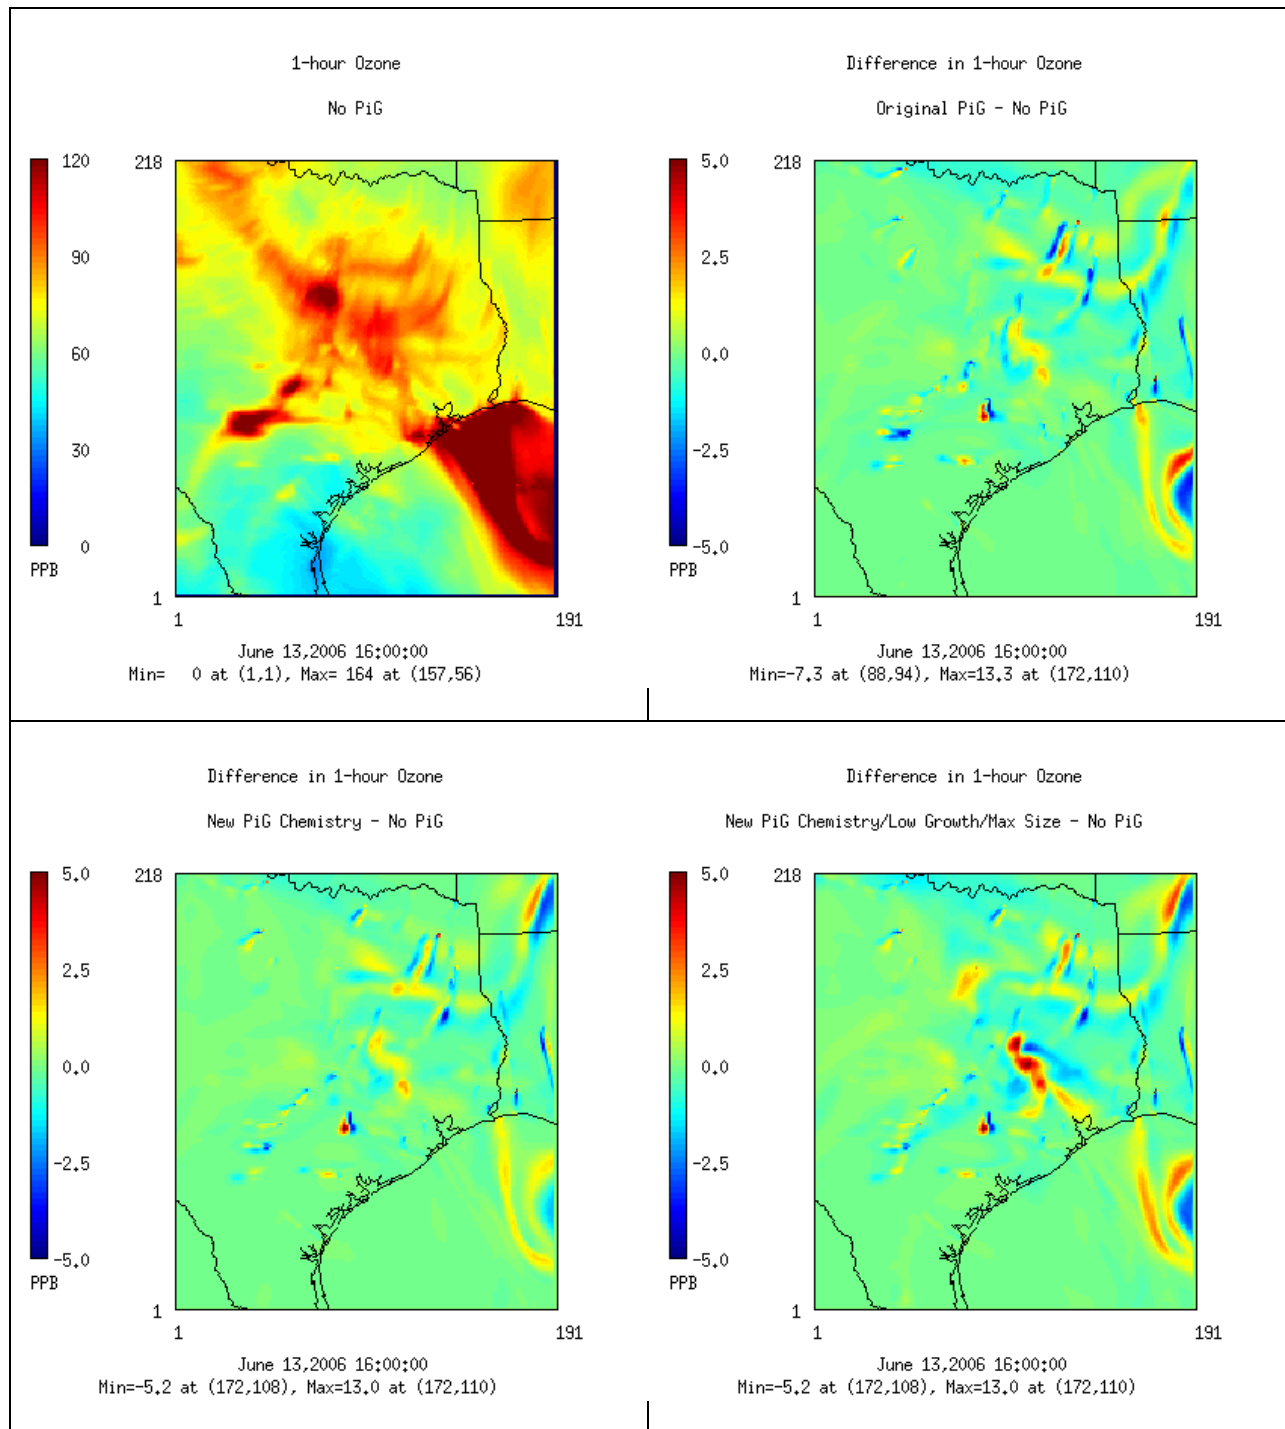 1-hour Ozone
No PiG
120
90
60
30
0
PPB
218
1
1
191
June 13,2006 16:00:00
Min=   0 at (1,1), Max= 164 at (157,56)
Difference in 1-hour Ozone
Original PiG - No PiG
5.0
2.5
0.0
-2.5
-5.0
PPB
218
1
1
191
June 13,2006 16:00:00
Min=-7.3 at (88,94), Max=13.3 at (172,110)
Difference in 1-hour Ozone
New PiG Chemistry - No PiG
5.0
2.5
0.0
-2.5
-5.0
PPB
218
1
1
191
June 13,2006 16:00:00
Min=-5.2 at (172,108), Max=13.0 at (172,110)
Difference in 1-hour Ozone
New PiG Chemistry/Low Growth/Max Size - No PiG
5.0
2.5
0.0
-2.5
-5.0
PPB
218
1
1
191
June 13,2006 16:00:00
Min=-5.2 at (172,108), Max=13.0 at (172,110)